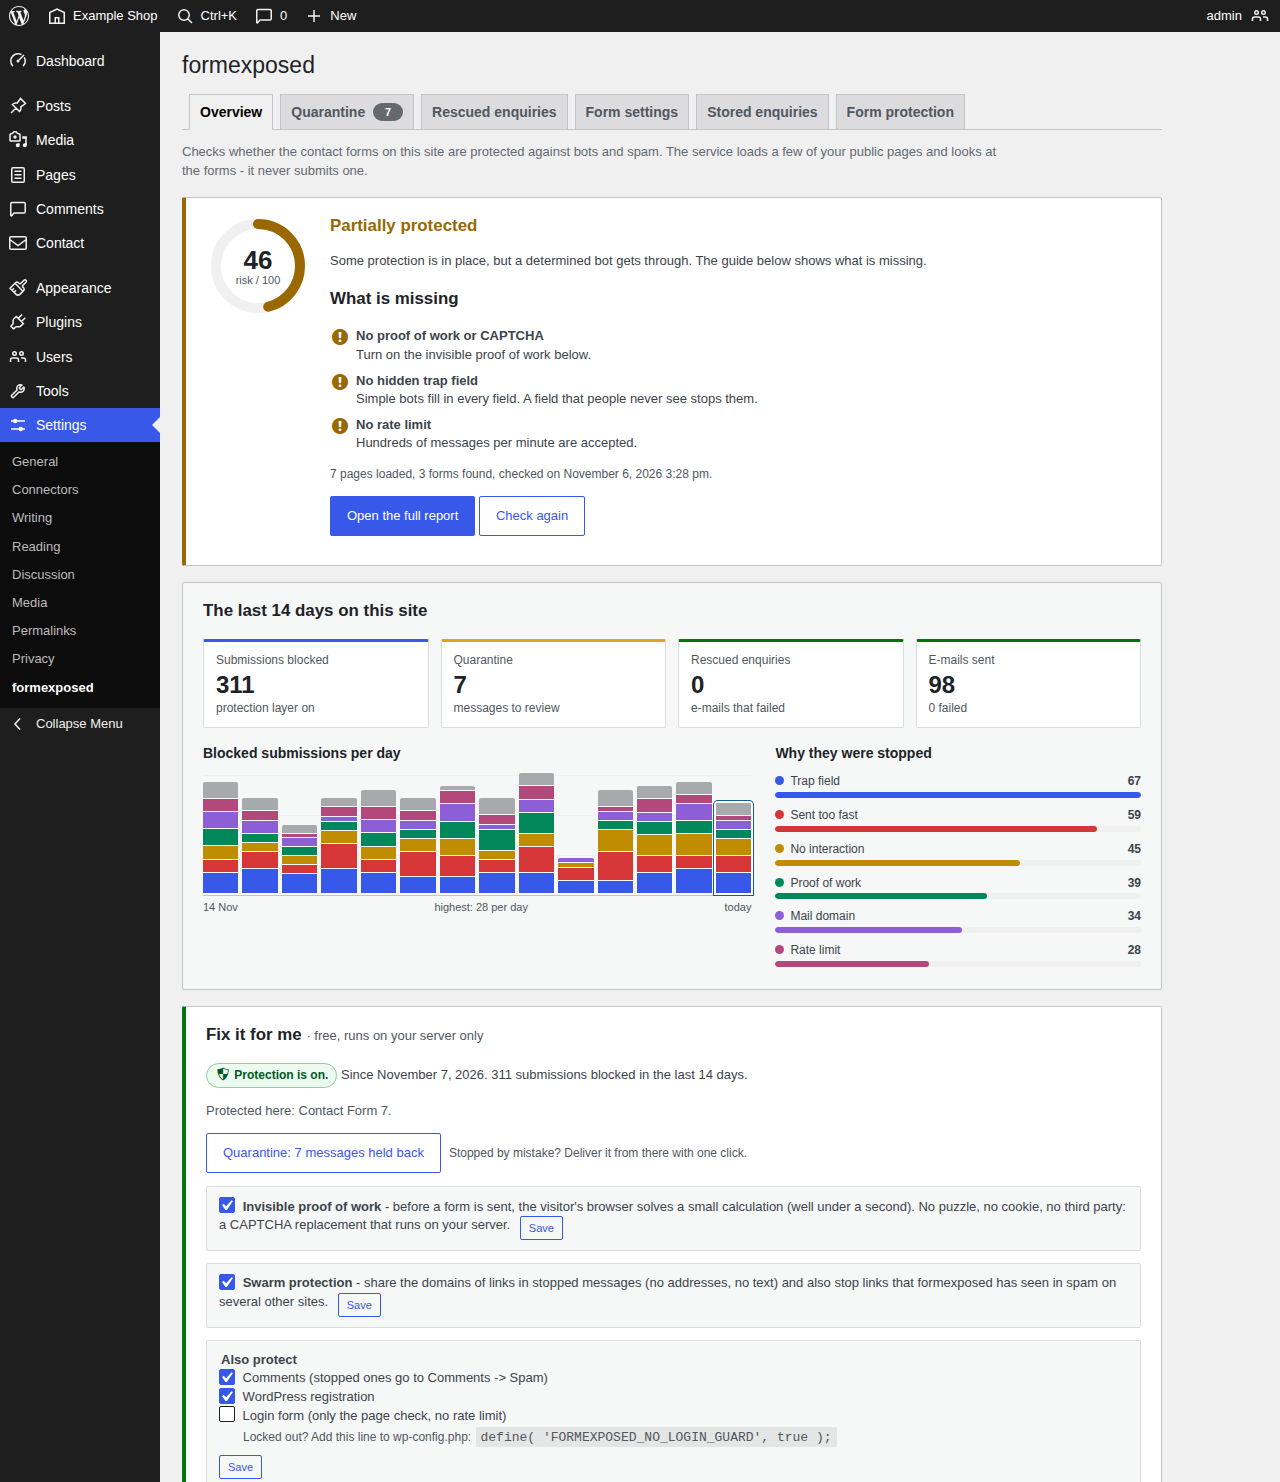 Example Shop
Ctrl+K
0
New
admin
Dashboard
Posts
Media
Pages
Comments
Contact
Appearance
Plugins
Users
Tools
Settings
General
Connectors
Writing
Reading
Discussion
Media
Permalinks
Privacy
formexposed
Collapse Menu
formexposed
Overview
Quarantine 7
Rescued enquiries
Form settings
Stored enquiries
Form protection
Checks whether the contact forms on this site are protected against bots and spam. The service loads a few of your public pages and looks at
the forms - it never submits one.
46
risk / 100
Partially protected
Some protection is in place, but a determined bot gets through. The guide below shows what is missing.
What is missing
No proof of work or CAPTCHA
Turn on the invisible proof of work below.
No hidden trap field
Simple bots fill in every field. A field that people never see stops them.
No rate limit
Hundreds of messages per minute are accepted.
7 pages loaded, 3 forms found, checked on November 6, 2026 3:28 pm.
Open the full report
Check again
The last 14 days on this site
Submissions blocked
311
protection layer on
Quarantine
7
messages to review
Rescued enquiries
0
e-mails that failed
E-mails sent
98
0 failed
Blocked submissions per day
14 Nov
highest: 28 per day
today
Why they were stopped
Trap field 67
Sent too fast 59
No interaction 45
Proof of work 39
Mail domain 34
Rate limit 28
Fix it for me · free, runs on your server only
Protection is on. Since November 7, 2026. 311 submissions blocked in the last 14 days.
Protected here: Contact Form 7.
Quarantine: 7 messages held back
Stopped by mistake? Deliver it from there with one click.
Invisible proof of work - before a form is sent, the visitor's browser solves a small calculation (well under a second). No puzzle, no cookie, no third party:
a CAPTCHA replacement that runs on your server. Save
Swarm protection - share the domains of links in stopped messages (no addresses, no text) and also stop links that formexposed has seen in spam on
several other sites. Save
Also protect
Comments (stopped ones go to Comments -> Spam)
WordPress registration
Login form (only the page check, no rate limit)
Locked out? Add this line to wp-config.php: define( 'FORMEXPOSED_NO_LOGIN_GUARD', true );
Save